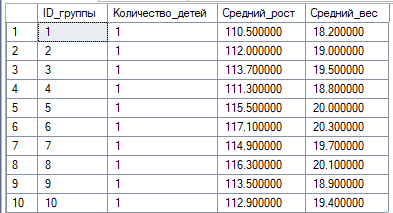 ID_группы Количество_детей Средний_рост Средний_вес
1 1 1 110.500000 18.200000
2 2 1 112.000000 19.000000
3 3 1 113.700000 19.500000
4 4 1 111.300000 18.800000
5 5 1 115.500000 20.000000
6 6 1 117.100000 20.300000
7 7 1 114.900000 19.700000
8 8 1 116.300000 20.100000
9 9 1 113.500000 18.900000
10 10 1 112.900000 19.400000